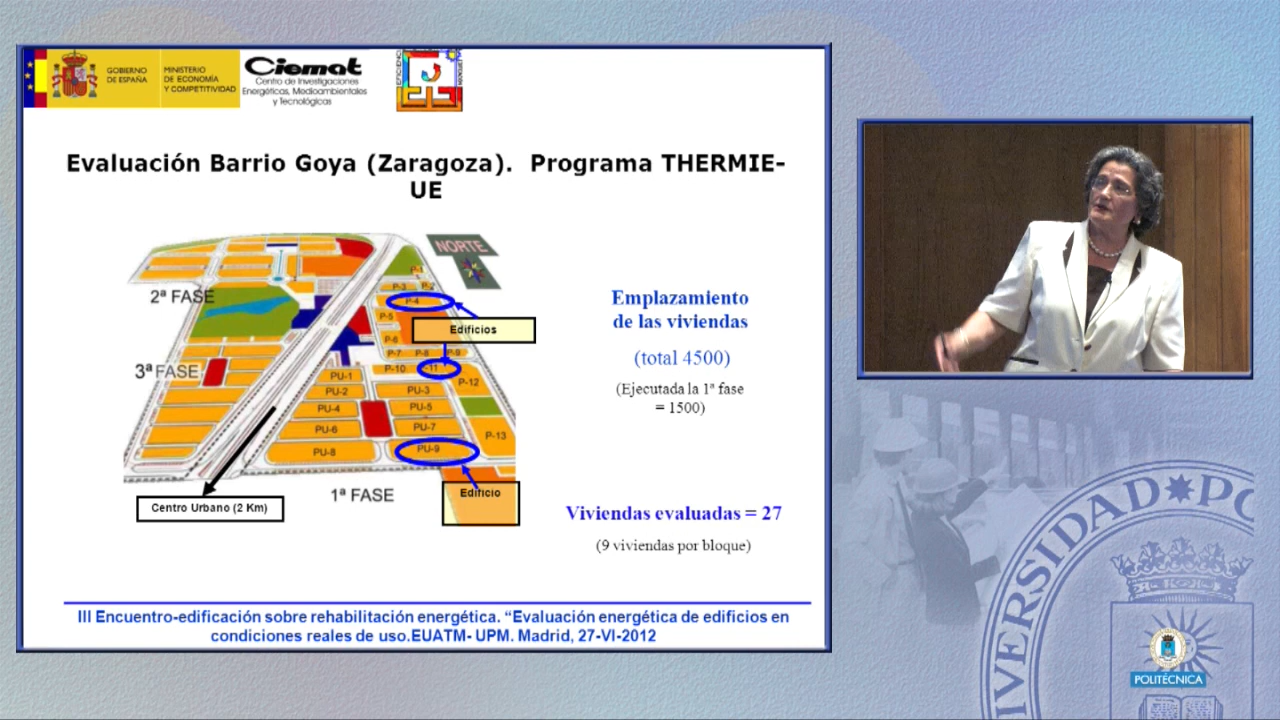 GOBIERNO
DE ESPAÑA
MINISTERIO
DE ECONOMÍA
Y COMPETITIVIDAD
Ciemat
Centro de Investigaciones
Energéticas, Medioambientales
y Tecnológicas
Evaluación Barrio Goya (Zaragoza). Programa THERMIE-
UE
NORTE
2ª FASE
P-3
P-2
P-4
P-5
Edificios
P-6
P-7 P-8 P-9
3ª FASE
P-10
P-12
PU-1
PU-2 PU-3
PU-4 PU-5
PU-6 PU-7
P-13
PU-8 PU-9
1ª FASE
Edificio
Centro Urbano (2 Km)
Emplazamiento
de las viviendas
(total 4500)
(Ejecutada la 1ª fase
= 1500)
Viviendas evaluadas = 27
(9 viviendas por bloque)
III Encuentro-edificación sobre rehabilitación energética. “Evaluación energética de edificios en
condiciones reales de uso.EUATM- UPM. Madrid, 27-VI-2012
POLITÉCNICA